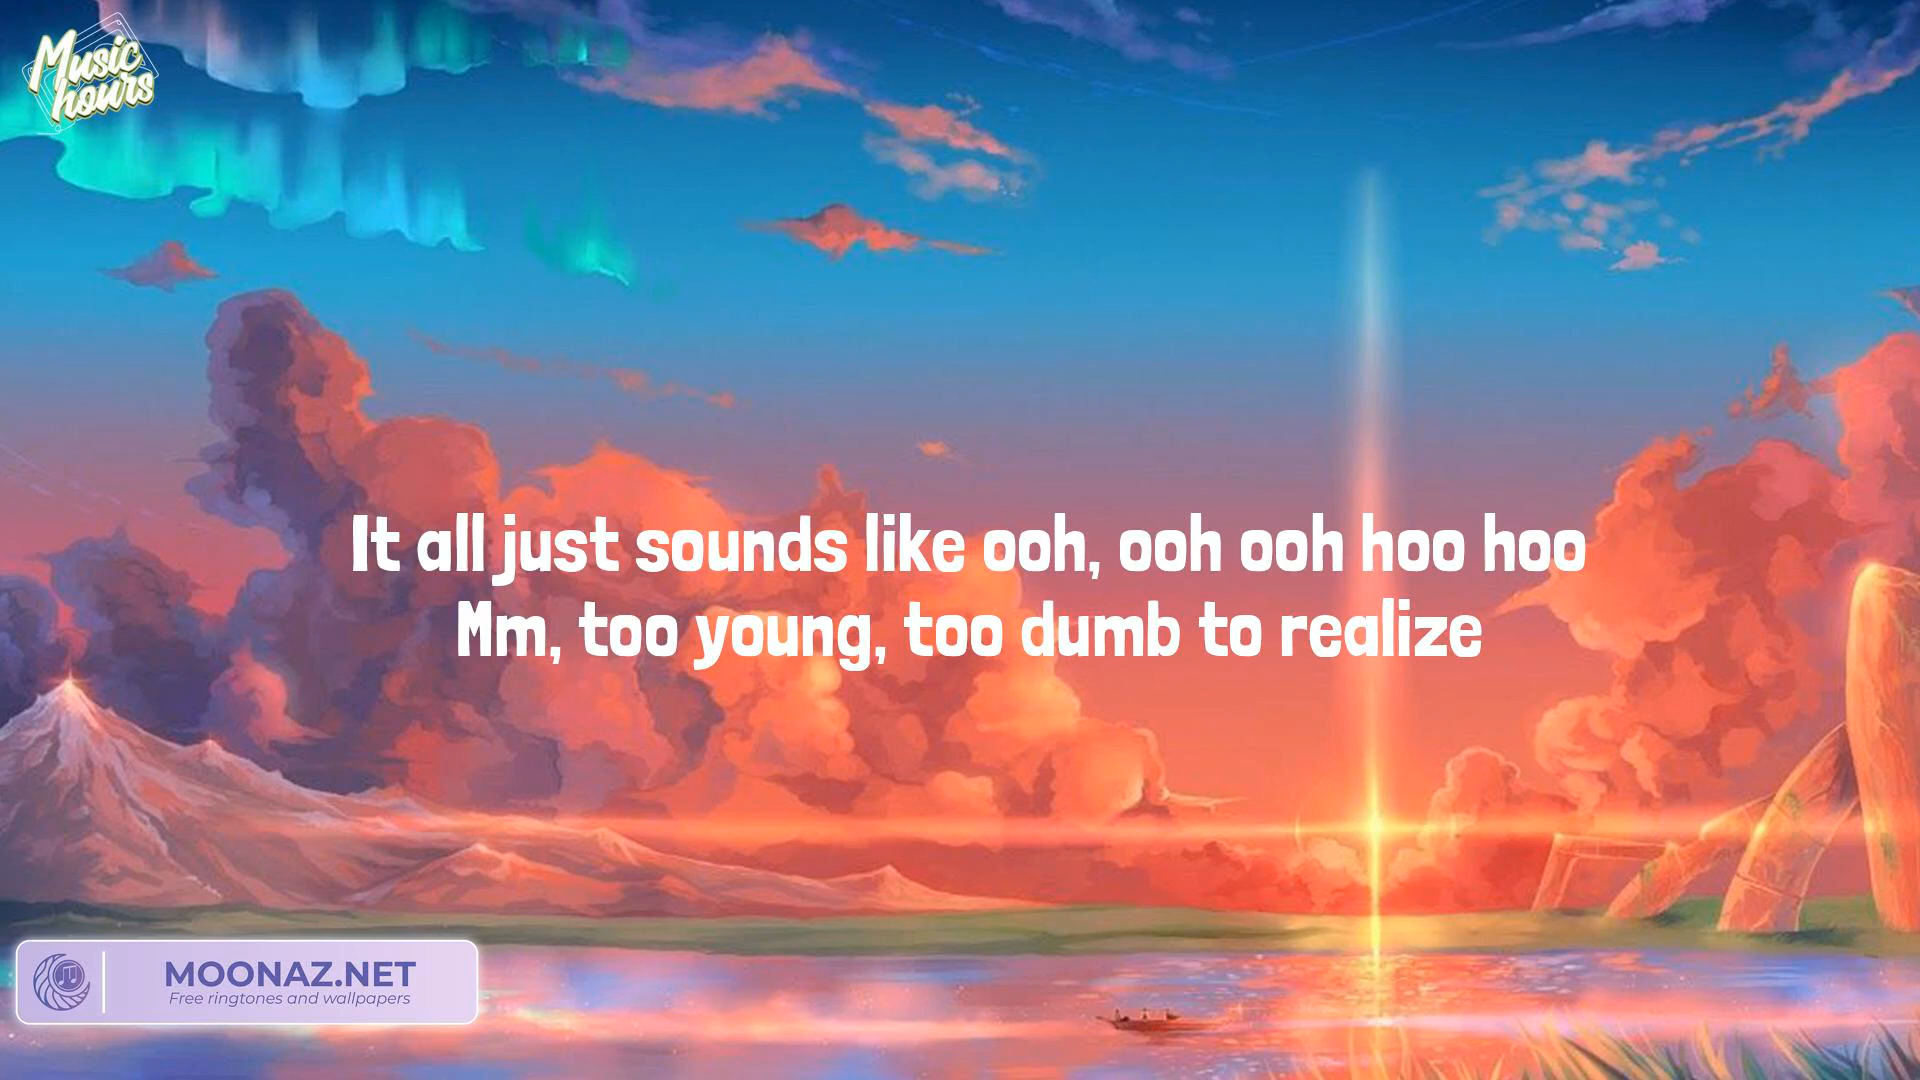 Music
hours
It all just sounds like ooh, ooh ooh hoo hoo
Mm, too young, too dumb to realize
MOONAZ.NET
Free ringtones and wallpapers